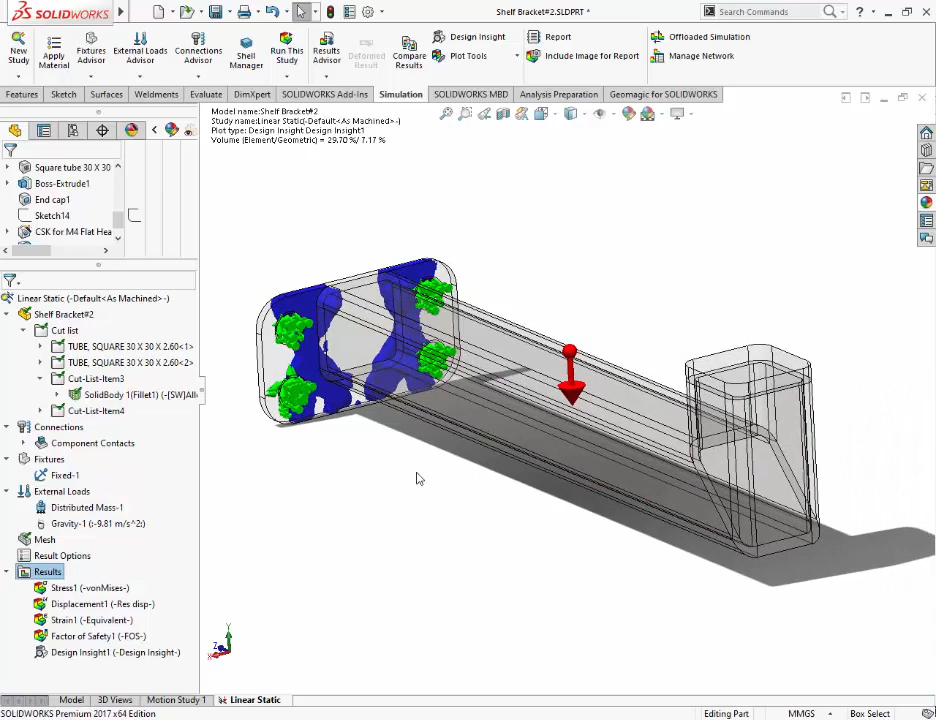 SOLIDWORKS
Shelf Bracket#2.SLDPRT *
Search Commands
New Study
Apply Material
Fixtures Advisor
External Loads Advisor
Connections Advisor
Shell Manager
Run This Study
Results Advisor
Deformed Result
Compare Results
Design Insight
Plot Tools
Report
Include Image for Report
Offloaded Simulation
Manage Network
Features
Sketch
Surfaces
Weldments
Evaluate
DimXpert
SOLIDWORKS Add-Ins
Simulation
SOLIDWORKS MBD
Analysis Preparation
Geomagic for SOLIDWORKS
Model name:Shelf Bracket#2
Study name:Linear Static(-Default<As Machined>-)
Plot type: Design Insight Design Insight1
Volume (Element/Geometric) = 29.70 %/ 7.17 %
Square tube 30 X 30
Boss-Extrude1
End cap1
Sketch14
CSK for M4 Flat Hea
Linear Static (-Default<As Machined>-)
Shelf Bracket#2
Cut list
TUBE, SQUARE 30 X 30 X 2.60<1>
TUBE, SQUARE 30 X 30 X 2.60<2>
Cut-List-Item3
SolidBody 1(Fillet1) (-[SW]All
Cut-List-Item4
Connections
Component Contacts
Fixtures
Fixed-1
External Loads
Distributed Mass-1
Gravity-1 (:-9.81 m/s^2:)
Mesh
Result Options
Results
Stress1 (-vonMises-)
Displacement1 (-Res disp-)
Strain1 (-Equivalent-)
Factor of Safety1 (-FOS-)
Design Insight1 (-Design Insight-)
Y
Z
X
Model
3D Views
Motion Study 1
Linear Static
SOLIDWORKS Premium 2017 x64 Edition
Editing Part
MMGS
Box Select